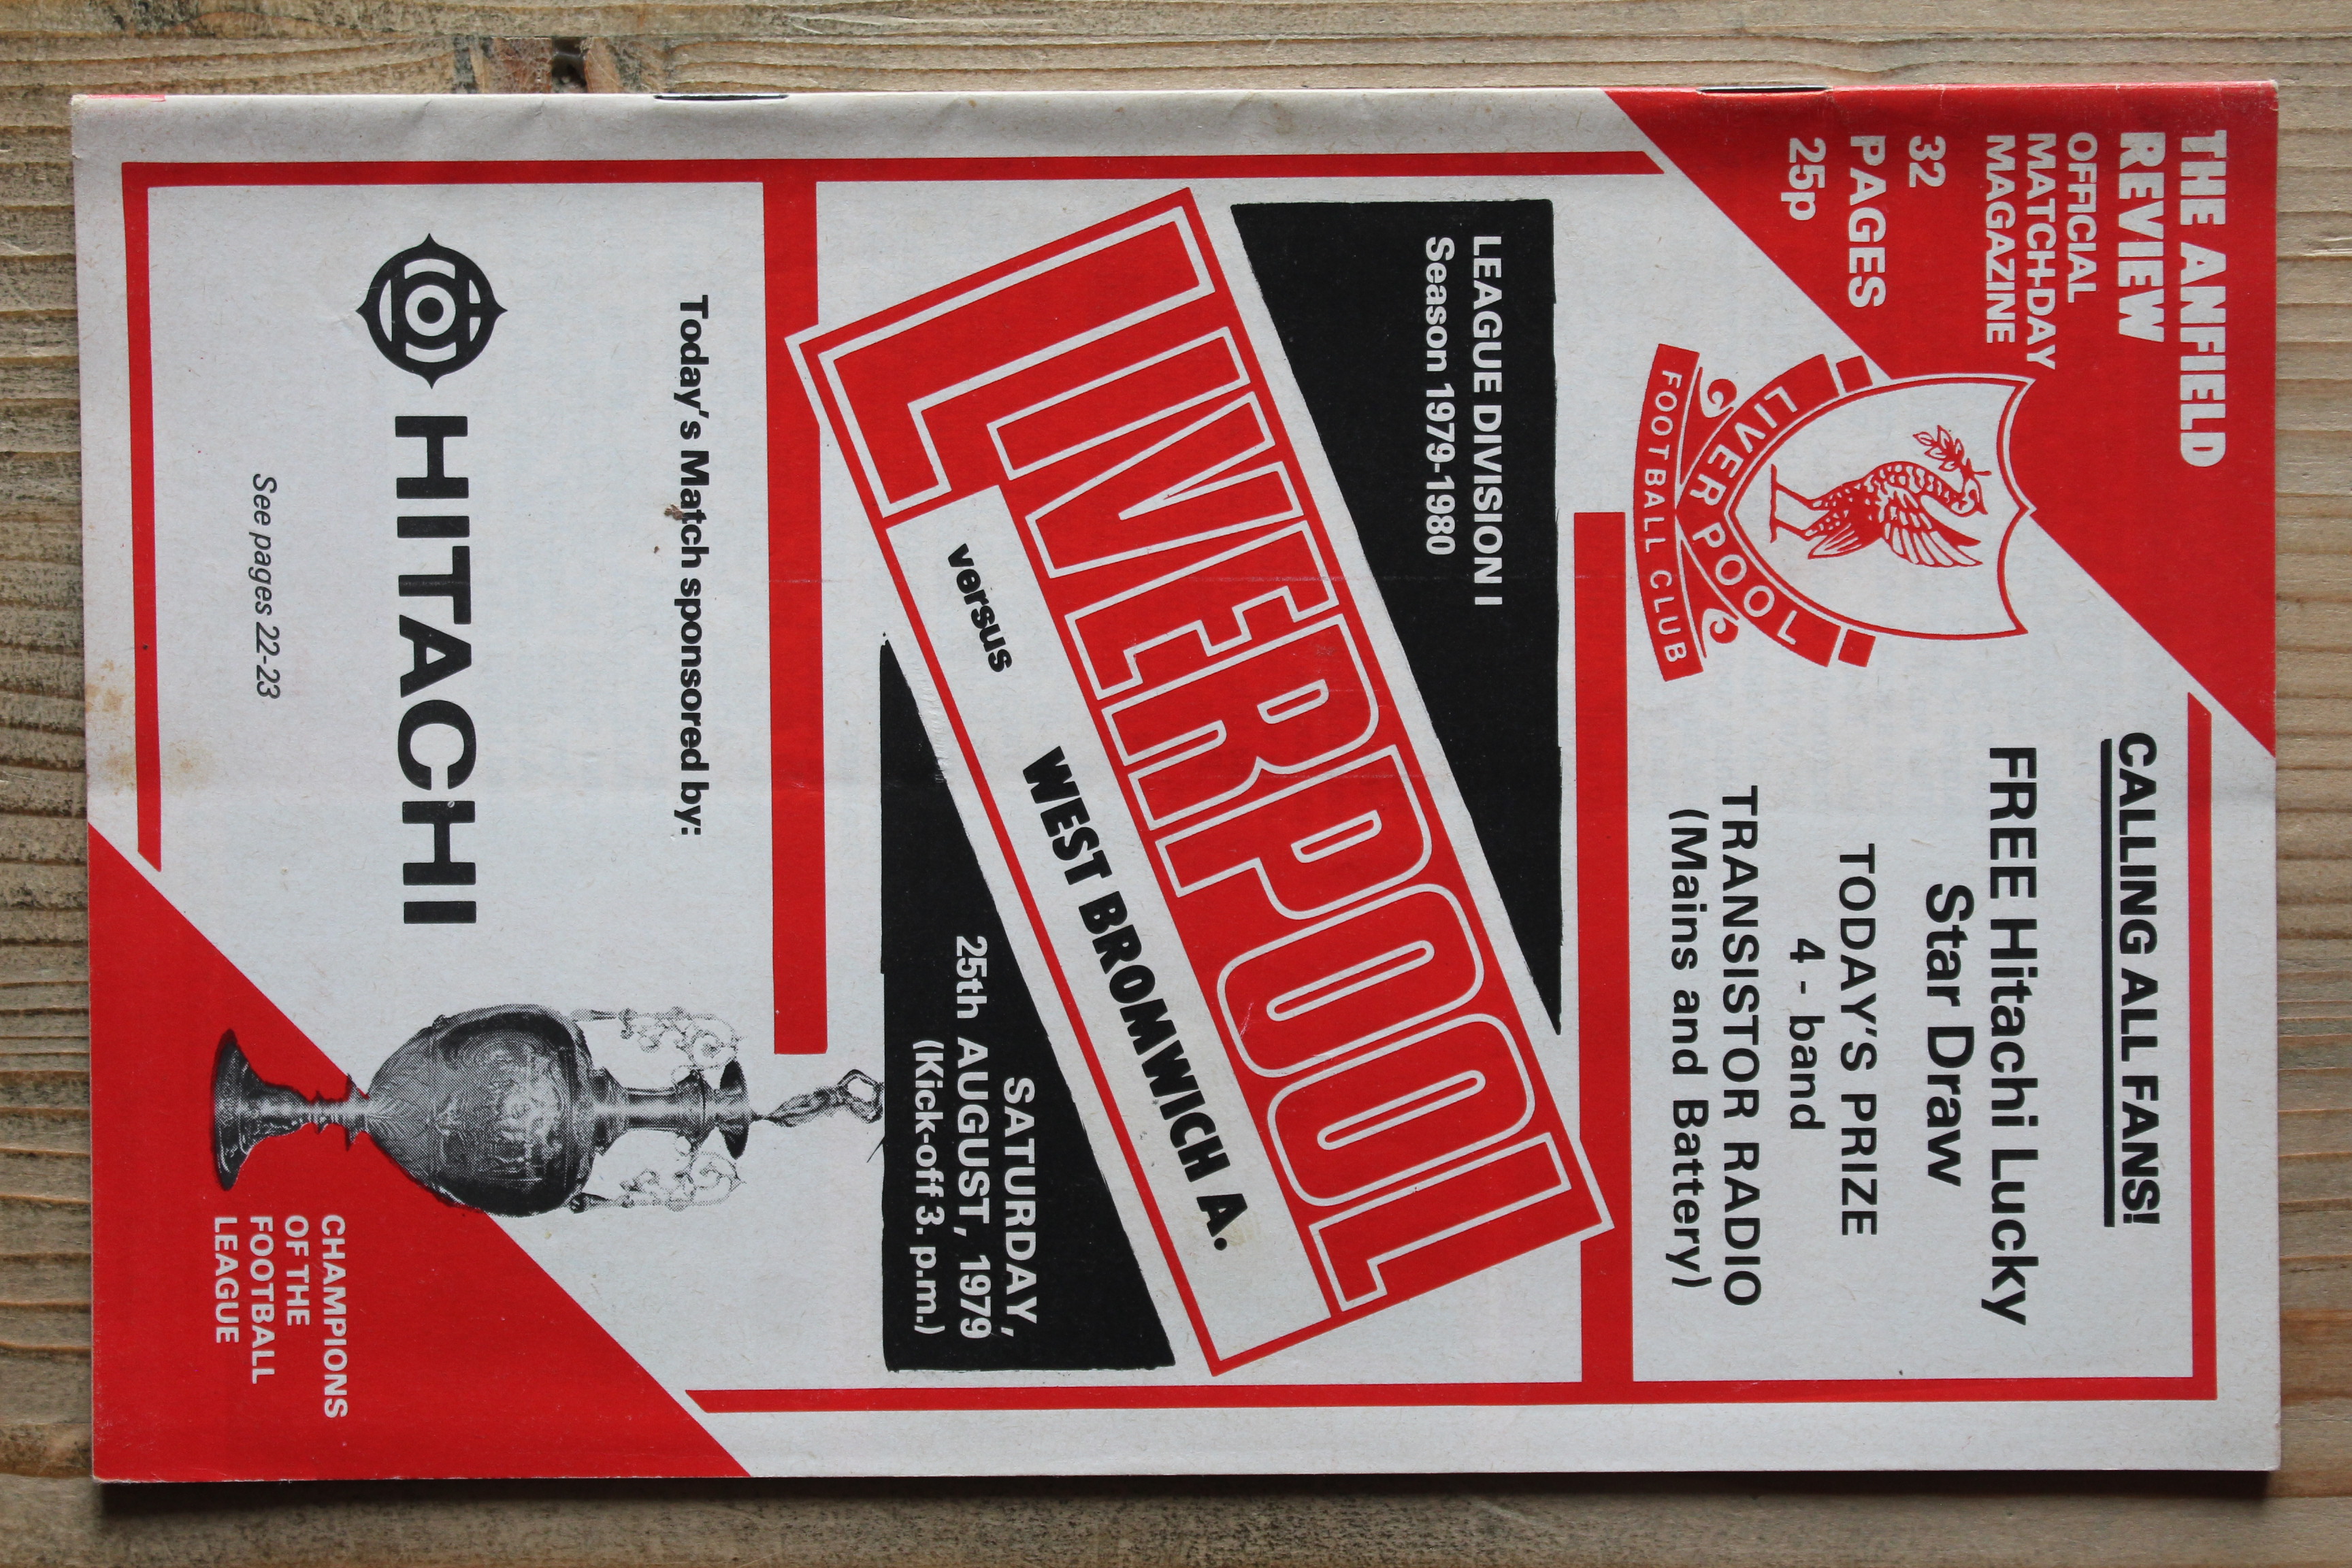 THE ANFIELD
REVIEW
OFFICIAL
MATCH-DAY
MAGAZINE
32
PAGES
25p
LIVERPOOL
FOOTBALL CLUB
CALLING ALL FANS!
FREE Hitachi Lucky
Star Draw
TODAY'S PRIZE
4 - band
TRANSISTOR RADIO
(Mains and Battery)
LEAGUE DIVISION I
Season 1979-1980
LIVERPOOL
versus
WEST BROMWICH A.
SATURDAY,
25th AUGUST, 1979
(Kick-off 3. p.m.)
Today's Match sponsored by:
HITACHI
See pages 22-23
CHAMPIONS
OF THE
FOOTBALL
LEAGUE